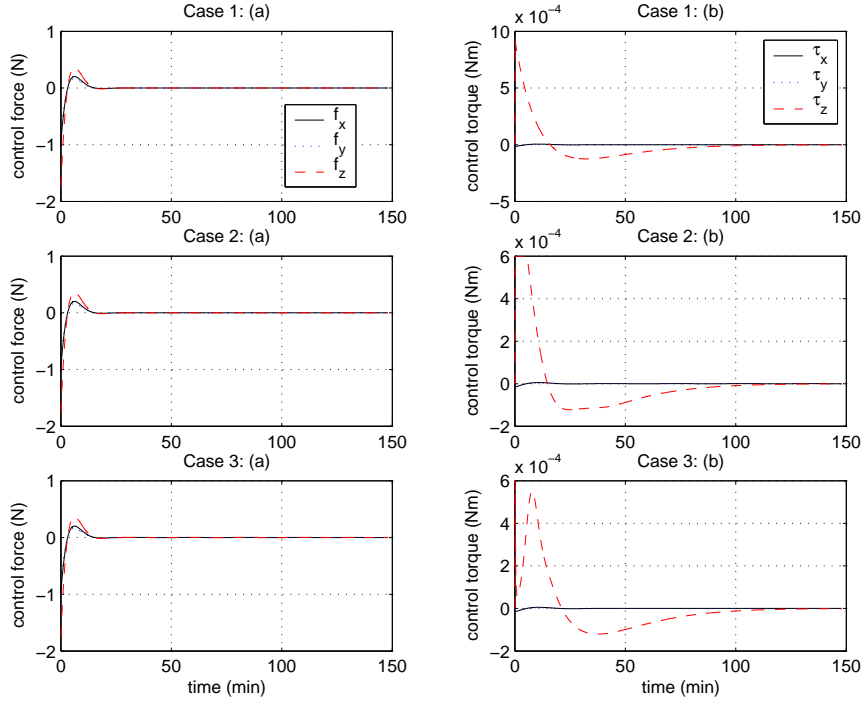 Case 1: (a)
control force (N)
1
0
−1
−2
0
50
100
150
f_x
f_y
f_z
Case 1: (b)
x 10^−4
control torque (Nm)
10
5
0
−5
0
50
100
150
τ_x
τ_y
τ_z
Case 2: (a)
control force (N)
1
0
−1
−2
0
50
100
150
Case 2: (b)
x 10^−4
control torque (Nm)
6
4
2
0
−2
0
50
100
150
Case 3: (a)
control force (N)
1
0
−1
−2
0
50
100
150
time (min)
Case 3: (b)
x 10^−4
control torque (Nm)
6
4
2
0
−2
0
50
100
150
time (min)